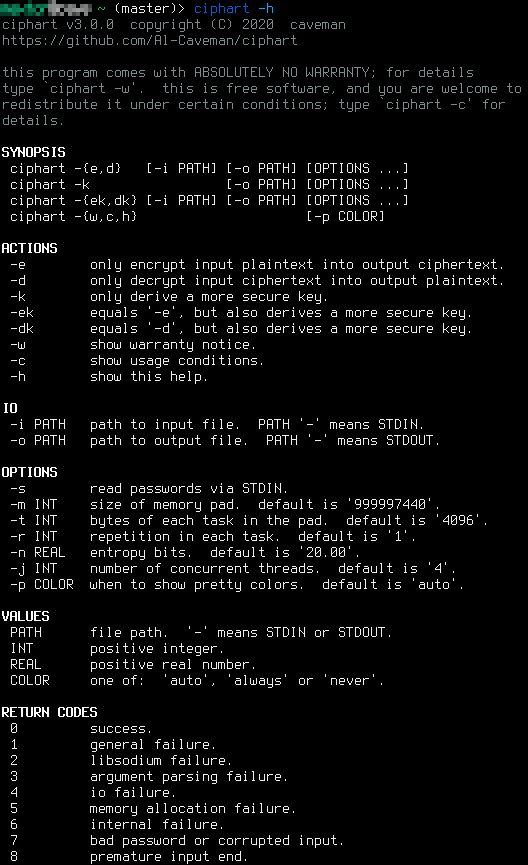 ~ (master)> ciphart -h
ciphart v3.0.0  copyright (C) 2020  caveman
https://github.com/Al-Caveman/ciphart

this program comes with ABSOLUTELY NO WARRANTY; for details
type `ciphart -w'.  this is free software, and you are welcome to
redistribute it under certain conditions; type `ciphart -c' for
details.

SYNOPSIS
 ciphart -{e,d}   [-i PATH] [-o PATH] [OPTIONS ...]
 ciphart -k                 [-o PATH] [OPTIONS ...]
 ciphart -{ek,dk} [-i PATH] [-o PATH] [OPTIONS ...]
 ciphart -{w,c,h}                     [-p COLOR]

ACTIONS
 -e        only encrypt input plaintext into output ciphertext.
 -d        only decrypt input ciphertext into output plaintext.
 -k        only derive a more secure key.
 -ek       equals '-e', but also derives a more secure key.
 -dk       equals '-d', but also derives a more secure key.
 -w        show warranty notice.
 -c        show usage conditions.
 -h        show this help.

IO
 -i PATH   path to input file.  PATH '-' means STDIN.
 -o PATH   path to output file.  PATH '-' means STDOUT.

OPTIONS
 -s        read passwords via STDIN.
 -m INT    size of memory pad.  default is '999997440'.
 -t INT    bytes of each task in the pad.  default is '4096'.
 -r INT    repetition in each task.  default is '1'.
 -n REAL   entropy bits.  default is '20.00'.
 -j INT    number of concurrent threads.  default is '4'.
 -p COLOR  when to show pretty colors.  default is 'auto'.

VALUES
 PATH      file path.  '-' means STDIN or STDOUT.
 INT       positive integer.
 REAL      positive real number.
 COLOR     one of:  'auto', 'always' or 'never'.

RETURN CODES
 0         success.
 1         general failure.
 2         libsodium failure.
 3         argument parsing failure.
 4         io failure.
 5         memory allocation failure.
 6         internal failure.
 7         bad password or corrupted input.
 8         premature input end.